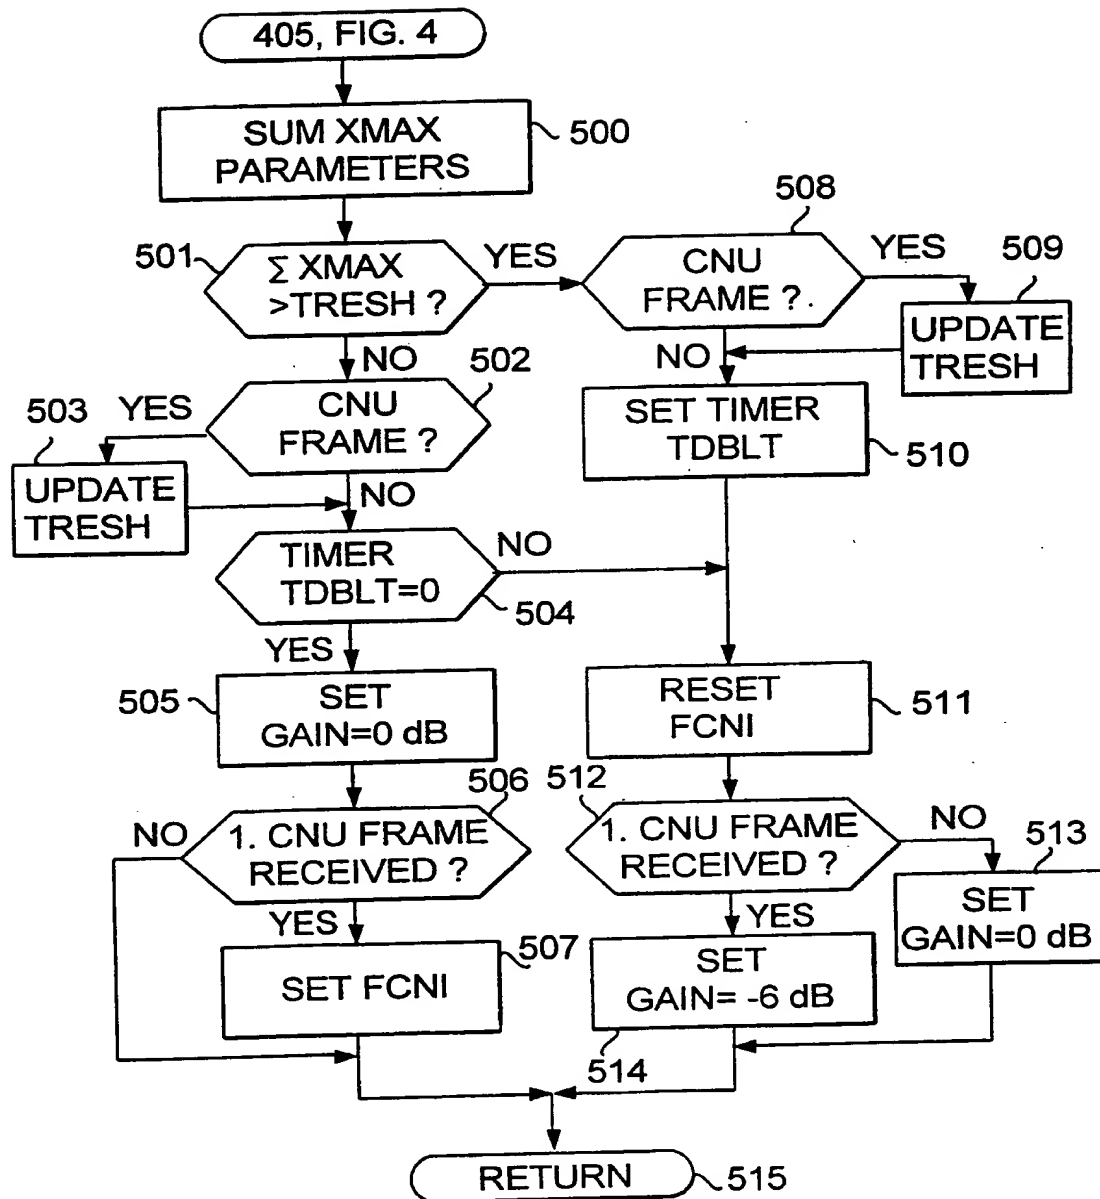 405, FIG. 4
SUM XMAX
PARAMETERS
500
501
Σ XMAX
>TRESH ?
YES
NO
508
CNU
FRAME ?
YES
NO
509
UPDATE
TRESH
502
CNU
FRAME ?
YES
NO
503
UPDATE
TRESH
SET TIMER
TDBLT
510
TIMER
TDBLT=0
504
NO
YES
505
SET
GAIN=0 dB
RESET
FCNI
511
506
1. CNU FRAME
RECEIVED ?
NO
YES
512
1. CNU FRAME
RECEIVED ?
NO
YES
513
SET
GAIN=0 dB
507
SET FCNI
SET
GAIN= -6 dB
514
RETURN
515